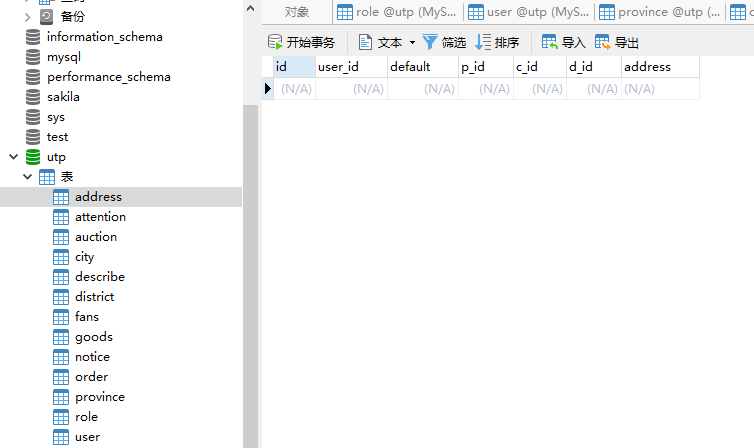 备份
information_schema
mysql
performance_schema
sakila
sys
test
utp
表
address
attention
auction
city
describe
district
fans
goods
notice
order
province
role
user
对象 role @utp (MyS... user @utp (MyS... province @utp (...
开始事务 文本 筛选 排序 导入 导出
id user_id default p_id c_id d_id address
(N/A) (N/A) (N/A) (N/A) (N/A) (N/A) (N/A)